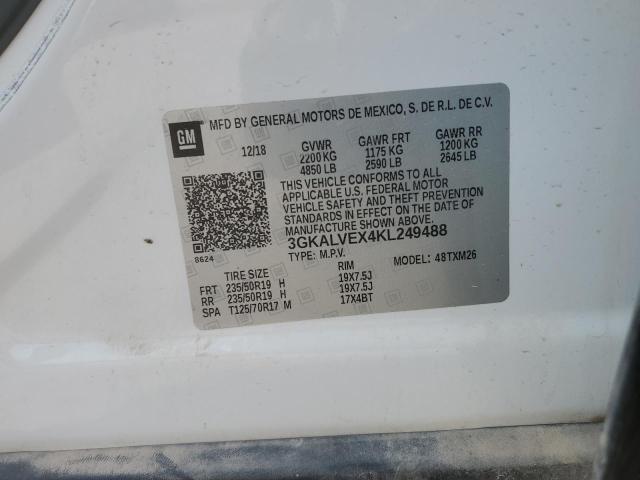 GM
MFD BY GENERAL MOTORS DE MEXICO, S. DE R.L. DE C.V.
12/18 GVWR GAWR FRT GAWR RR
2200 KG 1175 KG 1200 KG
4850 LB 2590 LB 2645 LB
THIS VEHICLE CONFORMS TO ALL
APPLICABLE U.S. FEDERAL MOTOR
VEHICLE SAFETY AND THEFT PREVENTION
STANDARDS IN EFFECT ON THE DATE OF
MANUFACTURE SHOWN ABOVE.
3GKALVEX4KL249488
8624
TYPE: M.P.V. MODEL: 48TXM26
TIRE SIZE RIM
FRT 235/50R19 H 19X7.5J
RR 235/50R19 H 19X7.5J
SPA T125/70R17 M 17X4BT